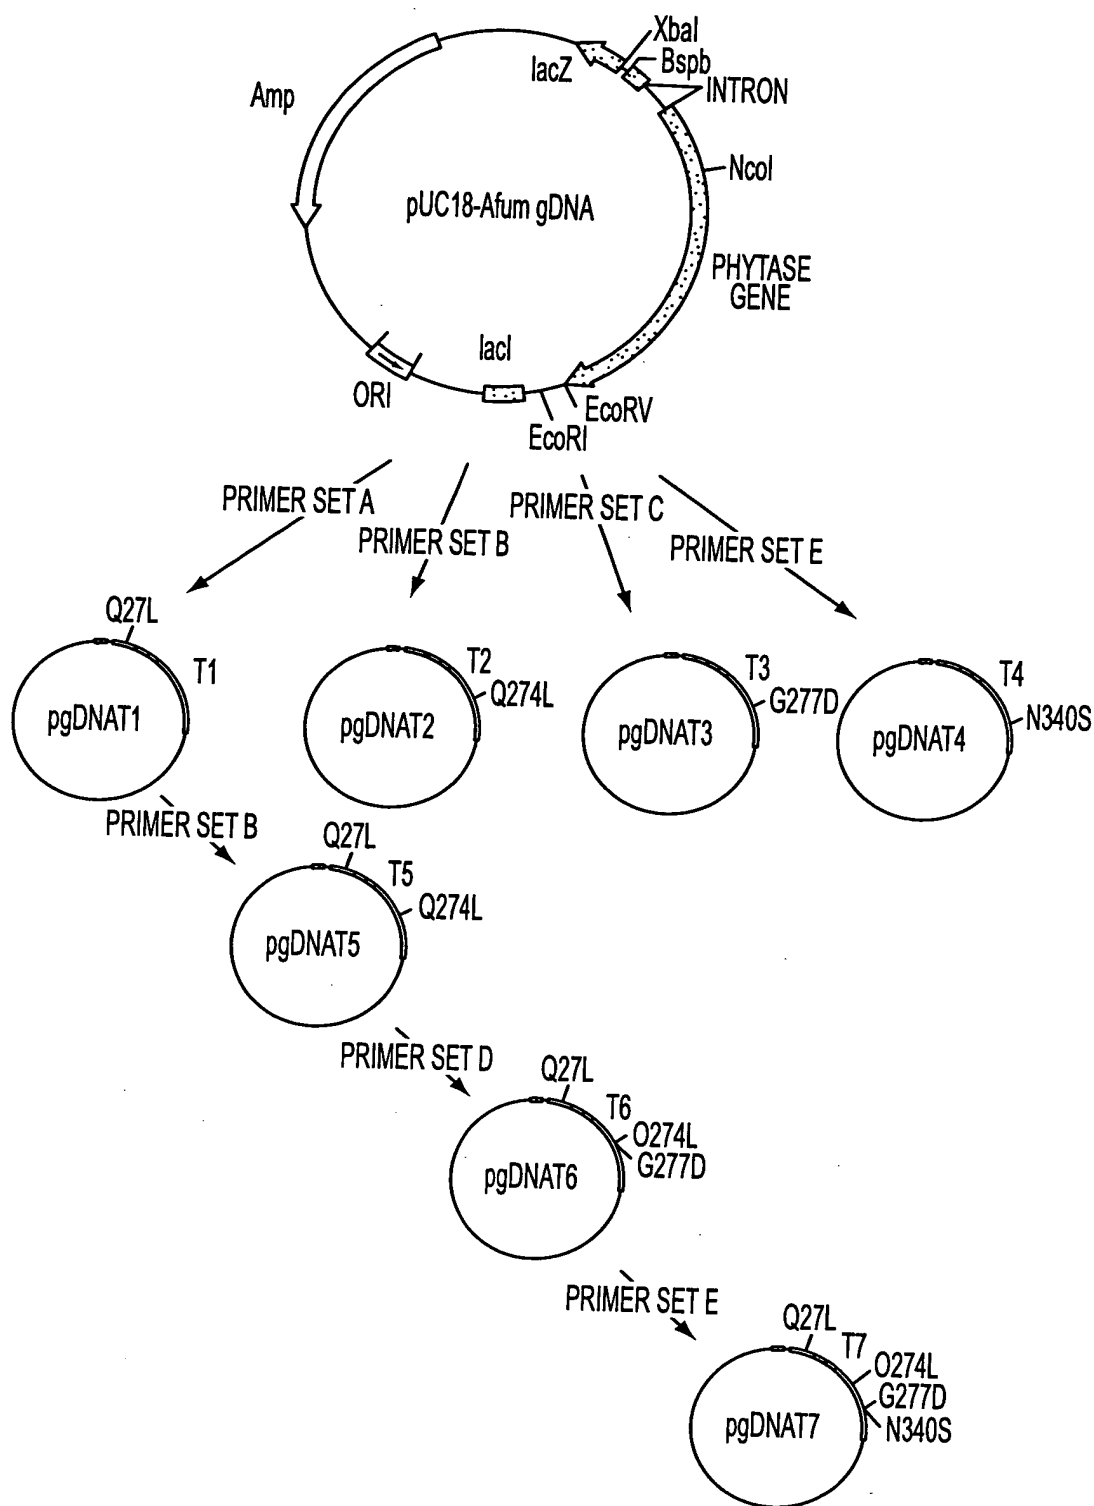 XbaI
Bspb
lacZ
INTRON
Amp
NcoI
pUC18-Afum gDNA
PHYTASE
GENE
lacI
ORI
EcoRV
EcoRI
PRIMER SET A
PRIMER SET B
PRIMER SET C
PRIMER SET E
Q27L
T1
pgDNAT1
T2
Q274L
pgDNAT2
T3
G277D
pgDNAT3
T4
N340S
pgDNAT4
PRIMER SET B
Q27L
T5
Q274L
pgDNAT5
PRIMER SET D
Q27L
T6
O274L
G277D
pgDNAT6
PRIMER SET E
Q27L
T7
O274L
G277D
N340S
pgDNAT7